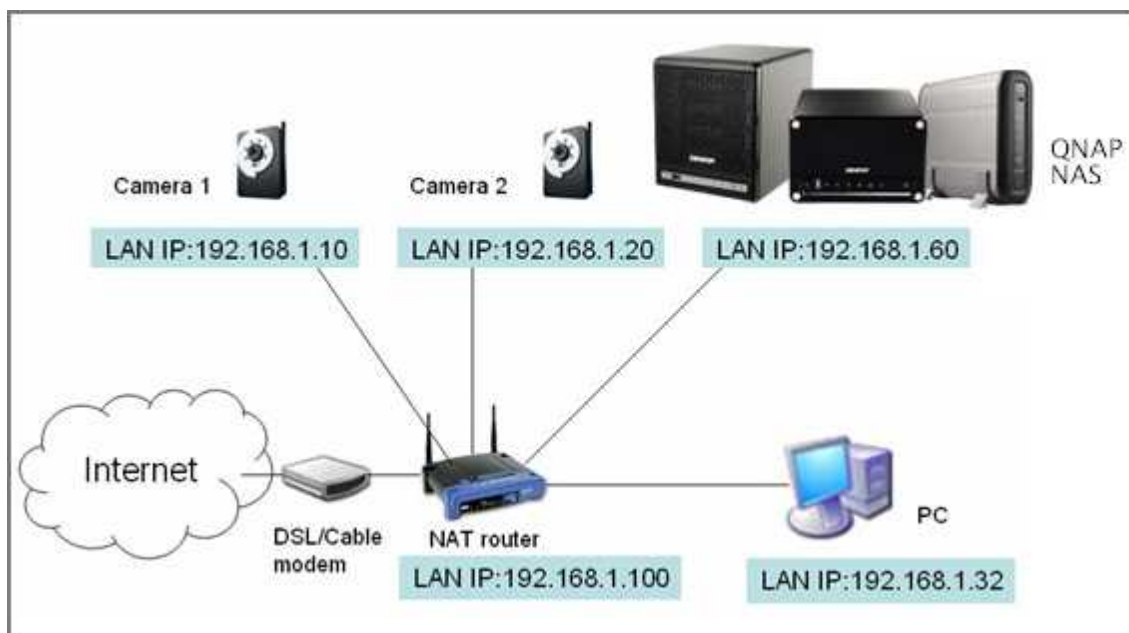 QNAP
NAS
Camera 1
Camera 2
LAN IP:192.168.1.10
LAN IP:192.168.1.20
LAN IP:192.168.1.60
Internet
DSL/Cable
modem
NAT router
PC
LAN IP:192.168.1.100
LAN IP:192.168.1.32